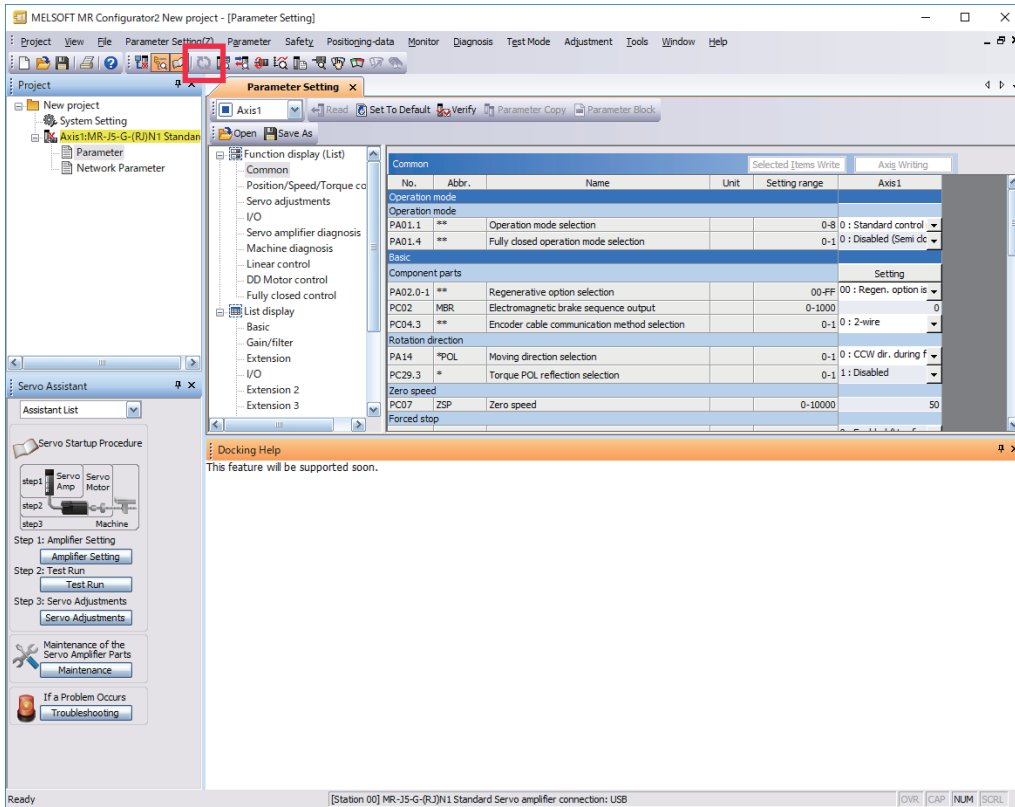 MELSOFT MR Configurator2 New project - [Parameter Setting]
Project View File Parameter Setting(Z) Parameter Safety Positioning-data Monitor Diagnosis Test Mode Adjustment Tools Window Help
Project
New project
System Setting
Axis1:MR-J5-G-(RJ)N1 Standar
Parameter
Network Parameter
Servo Assistant
Assistant List
Servo Startup Procedure
step1 Servo Amp Servo Motor
step2
step3 Machine
Step 1: Amplifier Setting
Amplifier Setting
Step 2: Test Run
Test Run
Step 3: Servo Adjustments
Servo Adjustments
Maintenance of the
Servo Amplifier Parts
Maintenance
If a Problem Occurs
Troubleshooting
Parameter Setting
Axis1 Read Set To Default Verify Parameter Copy Parameter Block
Open Save As
Function display (List)
Common
Position/Speed/Torque co
Servo adjustments
I/O
Servo amplifier diagnosis
Machine diagnosis
Linear control
DD Motor control
Fully closed control
List display
Basic
Gain/filter
Extension
I/O
Extension 2
Extension 3
Common Selected Items Write Axis Writing
No. Abbr. Name Unit Setting range Axis1
Operation mode
Operation mode
PA01.1 ** Operation mode selection 0-8 0 : Standard control
PA01.4 ** Fully closed operation mode selection 0-1 0 : Disabled (Semi clo
Basic
Component parts Setting
PA02.0-1 ** Regenerative option selection 00-FF 00 : Regen. option is
PC02 MBR Electromagnetic brake sequence output 0-1000 0
PC04.3 ** Encoder cable communication method selection 0-1 0 : 2-wire
Rotation direction
PA14 *POL Moving direction selection 0-1 0 : CCW dir. during f
PC29.3 * Torque POL reflection selection 0-1 1 : Disabled
Zero speed
PC07 ZSP Zero speed 0-10000 50
Forced stop
Docking Help
This feature will be supported soon.
Ready [Station 00] MR-J5-G-(RJ)N1 Standard Servo amplifier connection: USB OVR CAP NUM SCRL